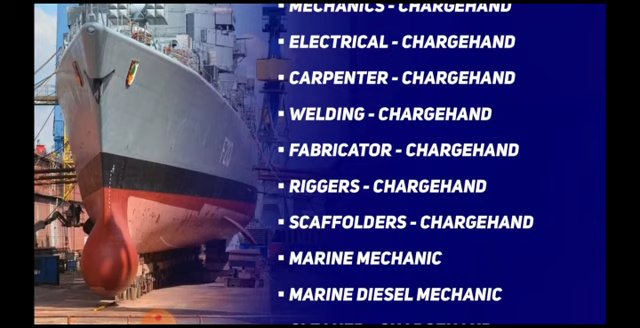 MECHANICS - CHARGEHAND
▪ ELECTRICAL - CHARGEHAND
▪ CARPENTER - CHARGEHAND
▪ WELDING - CHARGEHAND
▪ FABRICATOR - CHARGEHAND
▪ RIGGERS - CHARGEHAND
▪ SCAFFOLDERS - CHARGEHAND
▪ MARINE MECHANIC
▪ MARINE DIESEL MECHANIC